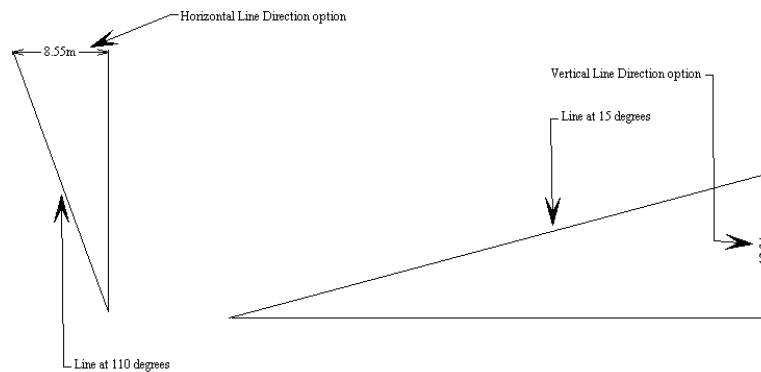 Horizontal Line Direction option
8.55m
Vertical Line Direction option
Line at 15 degrees
Line at 110 degrees